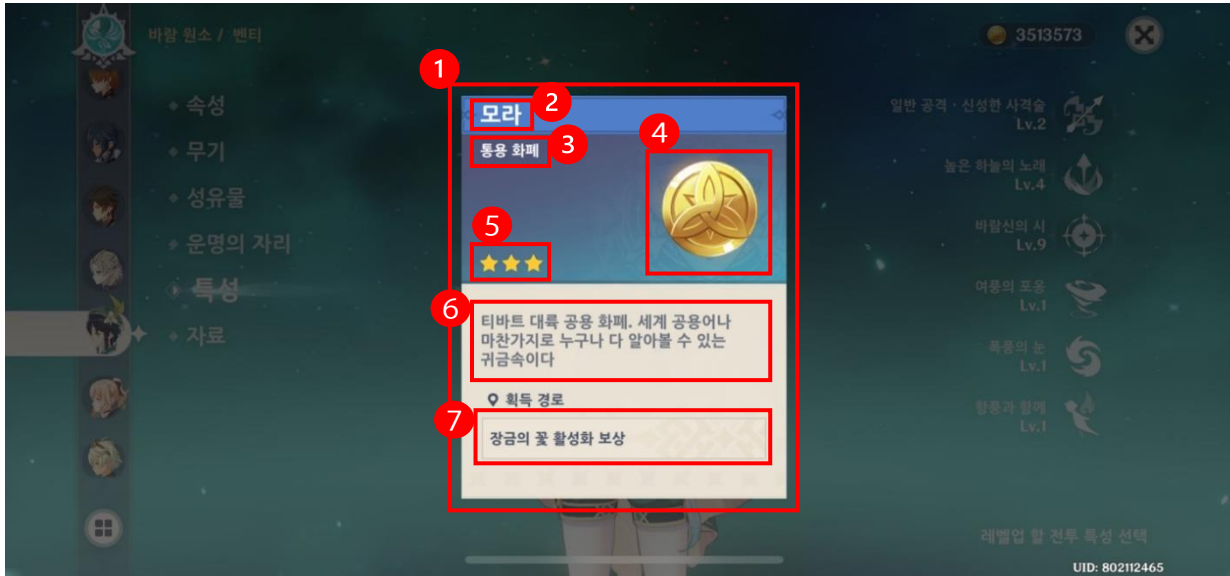 바람 원소 / 벤티
3513573
속성
무기
성유물
운명의 자리
특성
자료
1
모라
2
통용 화폐
3
4
5
6
티바트 대륙 공용 화폐. 세계 공용어나
마찬가지로 누구나 다 알아볼 수 있는
귀금속이다
획득 경로
7
장금의 꽃 활성화 보상
일반 공격 · 신성한 사격술
Lv.2
높은 하늘의 노래
Lv.4
바람신의 시
Lv.9
여풍의 포옹
Lv.1
폭풍의 눈
Lv.1
향풍과 함께
Lv.1
레벨업 할 전투 특성 선택
UID: 802112465